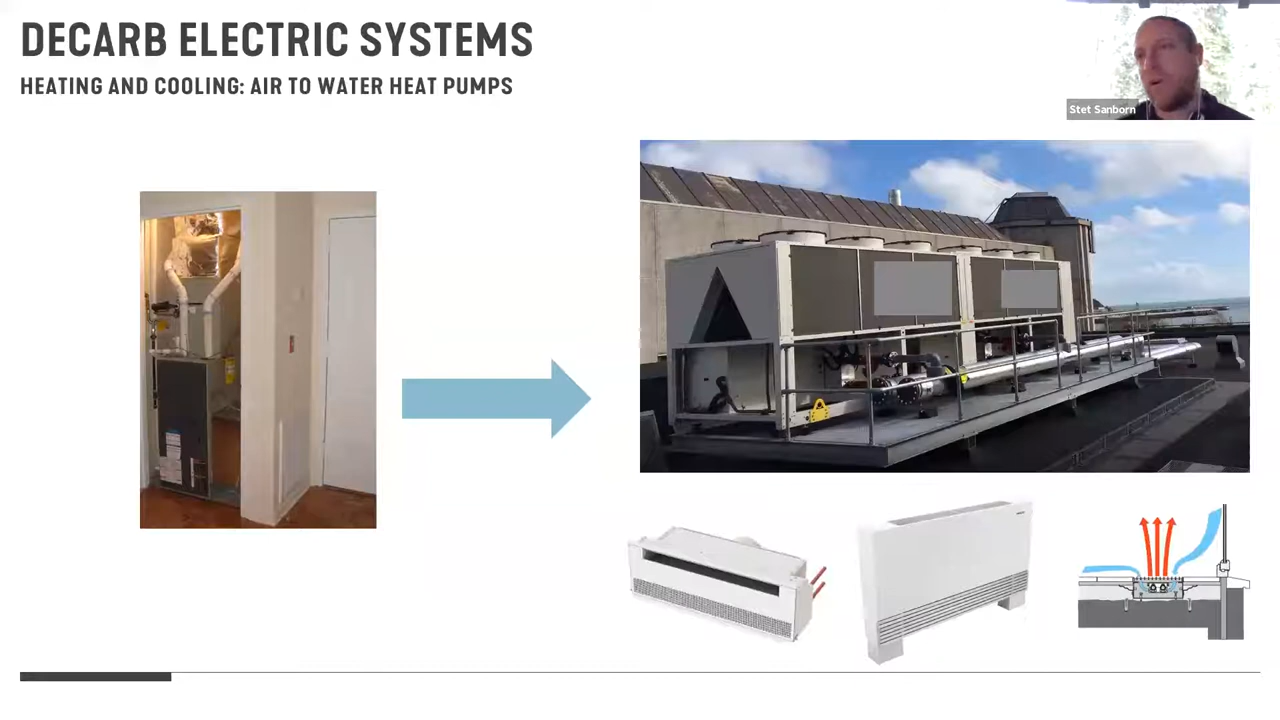 DECARB ELECTRIC SYSTEMS
HEATING AND COOLING: AIR TO WATER HEAT PUMPS
Stet Sanborn